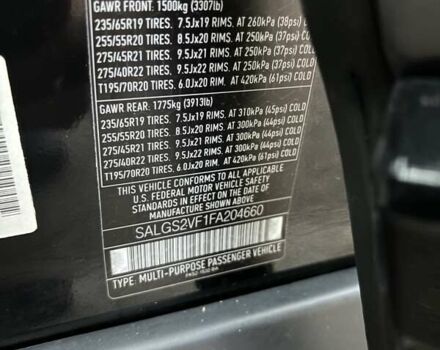 GAWR FRONT: 1500kg (3307lb)
235/65R19 TIRES. 7.5Jx19 RIMS. AT 260kPa (38psi)
255/55R20 TIRES. 8.5Jx20 RIMS. AT 250kPa (37psi)
275/45R21 TIRES. 9.5Jx21 RIMS. AT 250kPa (37psi)
275/40R22 TIRES. 9.5Jx22 RIMS. AT 250kPa (37psi)
T195/70R20 TIRES. 6.0Jx20 RIM. AT 420kPa (61psi) COLD
GAWR REAR: 1775kg (3913lb)
235/65R19 TIRES. 7.5Jx19 RIMS. AT 310kPa (45psi) COLD
255/55R20 TIRES. 8.5Jx20 RIMS. AT 300kPa (44psi) COLD
275/45R21 TIRES. 9.5Jx21 RIMS. AT 300kPa (44psi) COLD
275/40R22 TIRES. 9.5Jx22 RIMS. AT 300kPa (44psi) COLD
T195/70R20 TIRES. 6.0Jx20 RIM. AT 420kPa (61psi) COLD
THIS VEHICLE CONFORMS TO ALL APPLICABLE
U.S. FEDERAL MOTOR VEHICLE SAFETY
STANDARDS IN EFFECT ON THE DATE OF
MANUFACTURE SHOWN ABOVE.
SALGS2VF1FA204660
TYPE: MULTI-PURPOSE PASSENGER VEHICLE